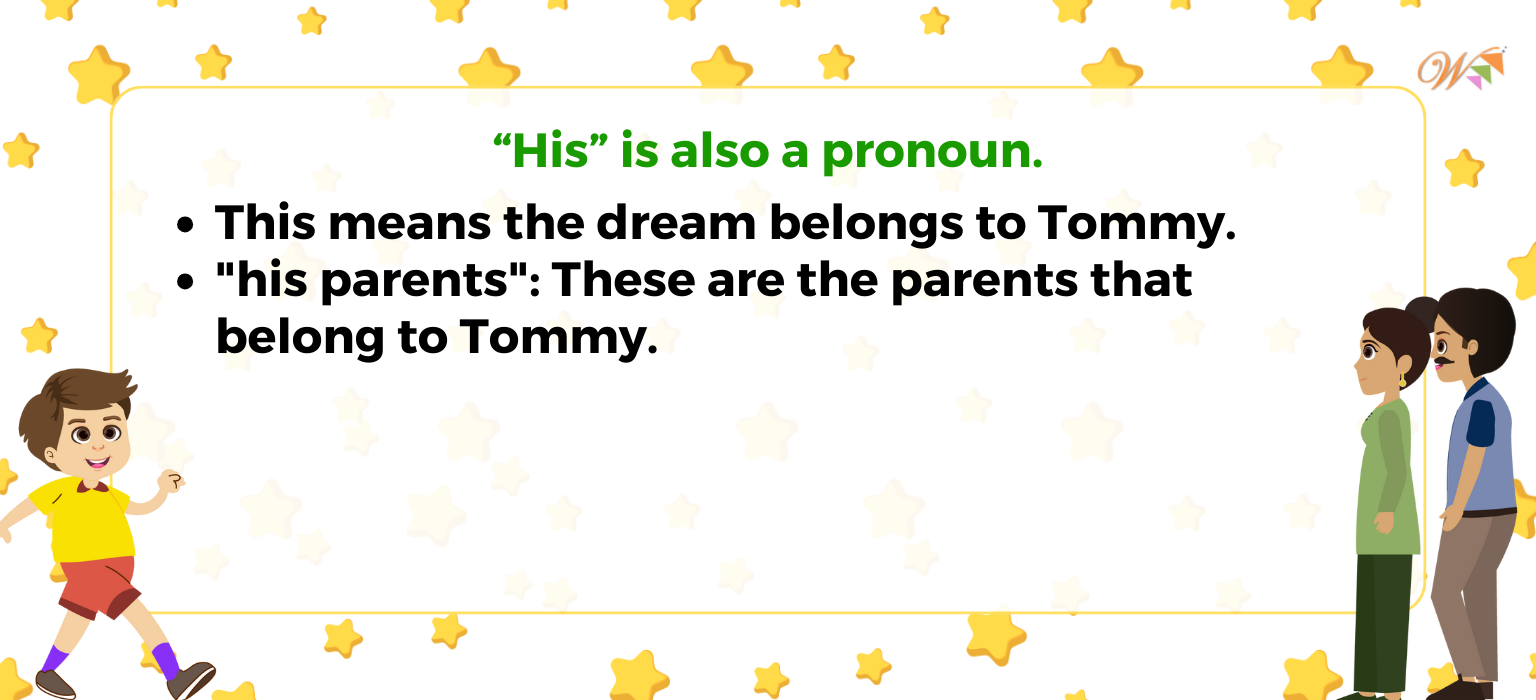 “His” is also a pronoun.
• This means the dream belongs to Tommy.
• "his parents": These are the parents that
belong to Tommy.
W